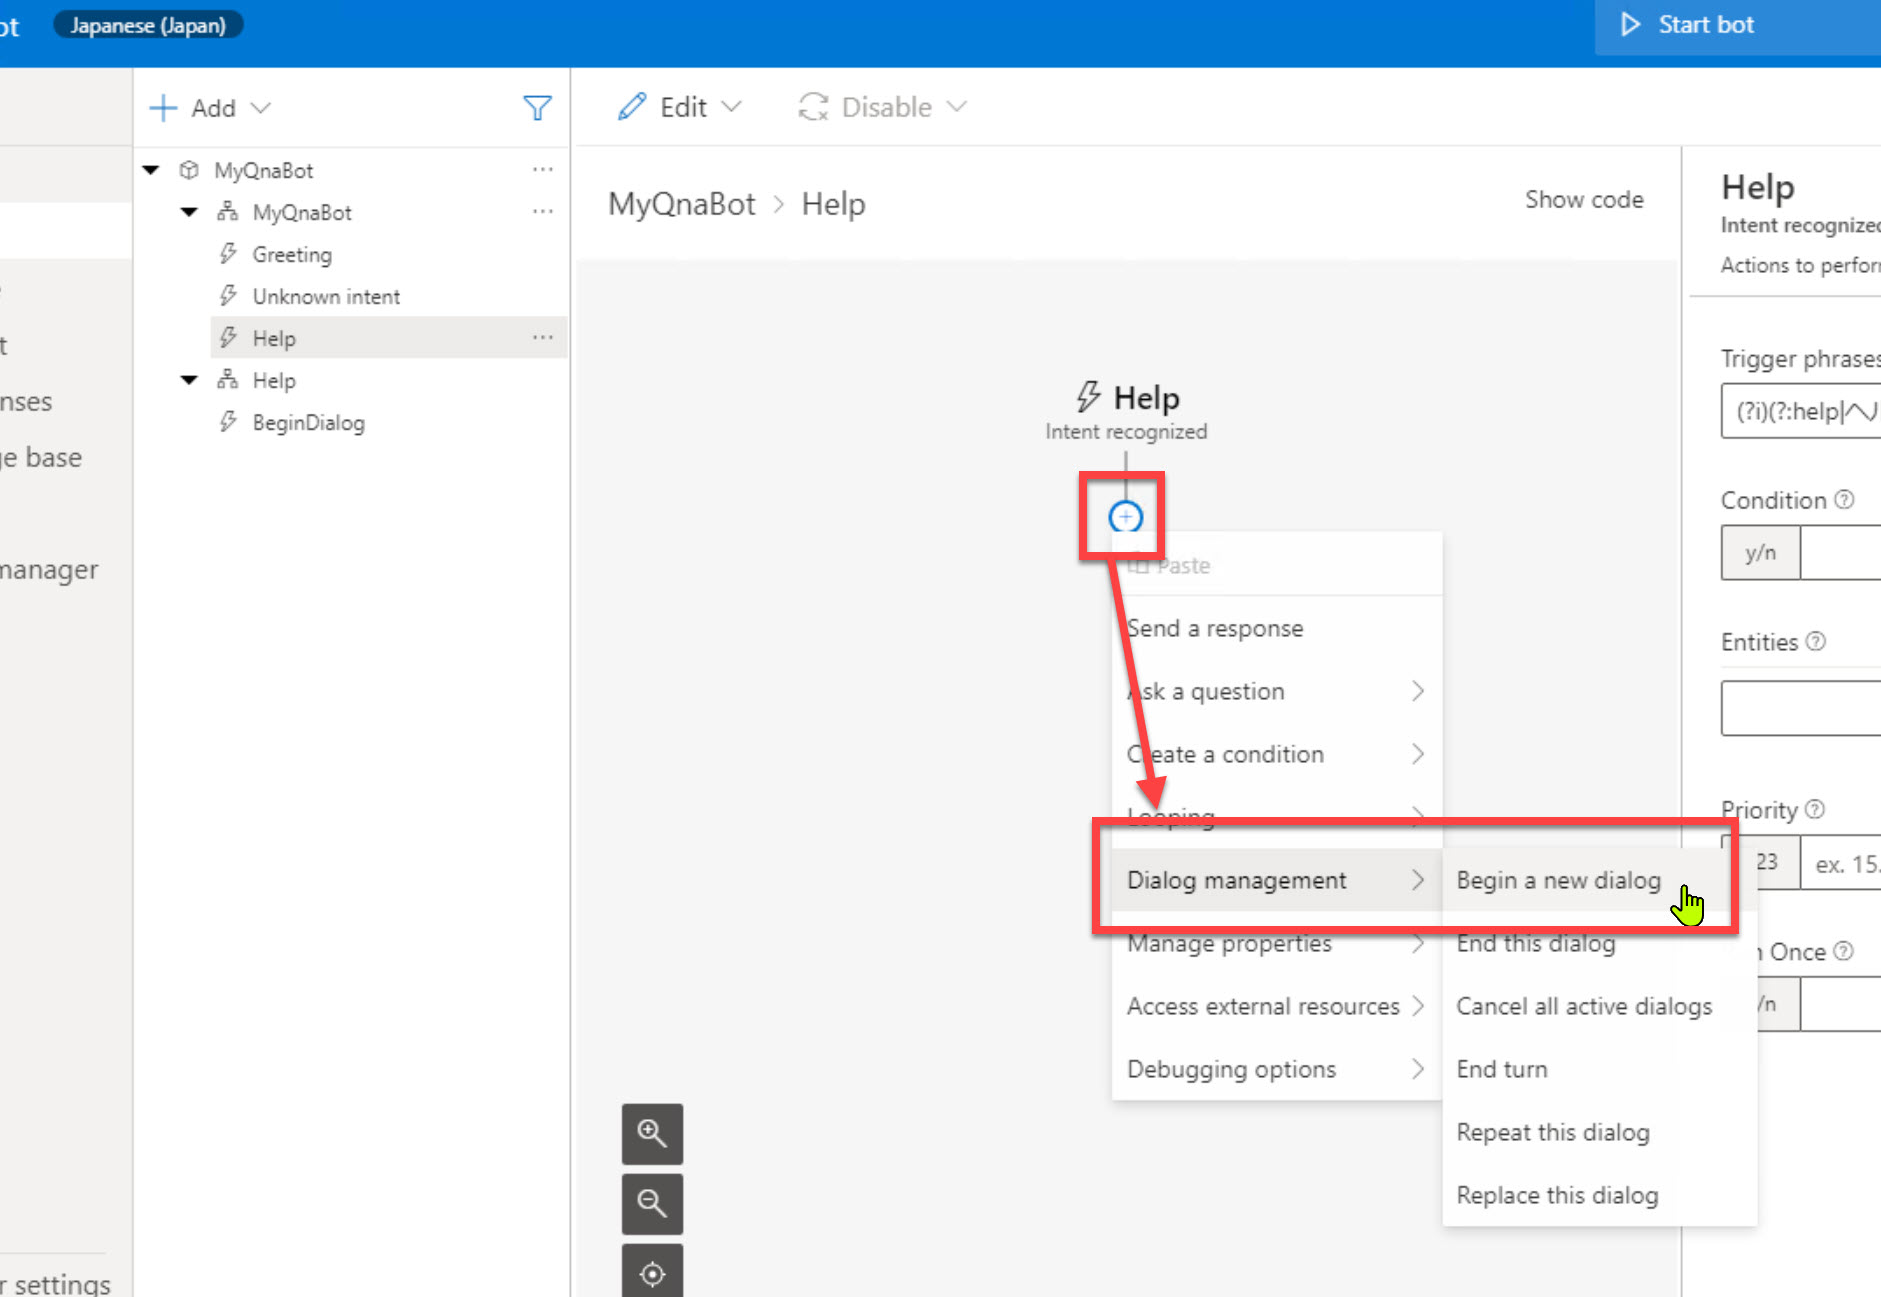 ot
Japanese (Japan)
Start bot
Add
Edit
Disable
MyQnaBot
MyQnaBot
Greeting
Unknown intent
Help
Help
BeginDialog
t
nses
ge base
manager
r settings
MyQnaBot > Help
Show code
Help
Intent recognized
Paste
Send a response
Ask a question
Create a condition
Looping
Dialog management
Manage properties
Access external resources
Debugging options
Begin a new dialog
End this dialog
Cancel all active dialogs
End turn
Repeat this dialog
Replace this dialog
Help
Intent recognized
Actions to perfor
Trigger phrases
(?i)(?:help|ヘル
Condition
y/n
Entities
Priority
23
ex. 15.
n Once
/n